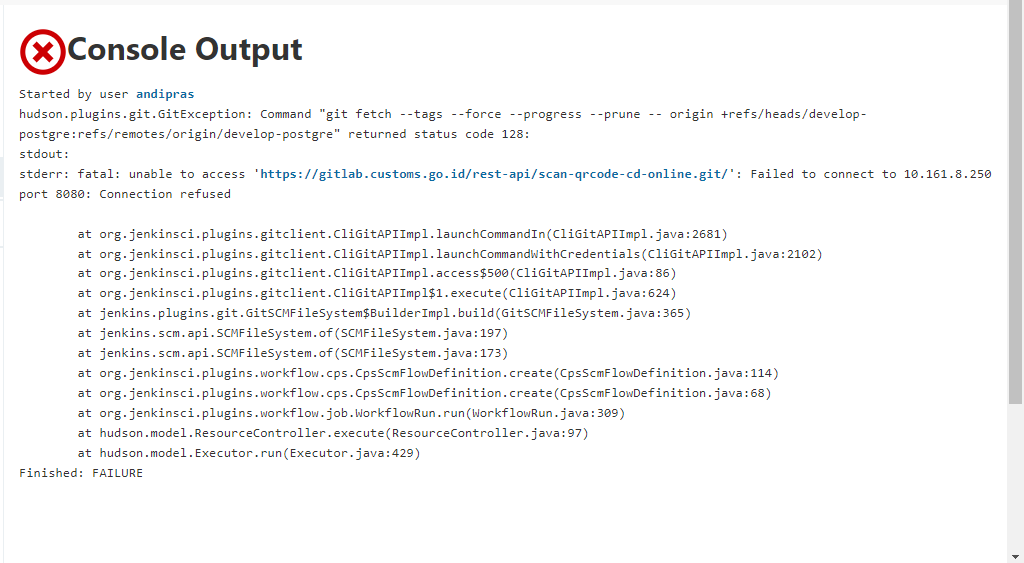 Console Output
Started by user andipras
hudson.plugins.git.GitException: Command "git fetch --tags --force --progress --prune -- origin +refs/heads/develop-
postgre:refs/remotes/origin/develop-postgre" returned status code 128:
stdout:
stderr: fatal: unable to access 'https://gitlab.customs.go.id/rest-api/scan-qrcode-cd-online.git/': Failed to connect to 10.161.8.250
port 8080: Connection refused
at org.jenkinsci.plugins.gitclient.CliGitAPIImpl.launchCommandIn(CliGitAPIImpl.java:2681)
at org.jenkinsci.plugins.gitclient.CliGitAPIImpl.launchCommandWithCredentials(CliGitAPIImpl.java:2102)
at org.jenkinsci.plugins.gitclient.CliGitAPIImpl.access$500(CliGitAPIImpl.java:86)
at org.jenkinsci.plugins.gitclient.CliGitAPIImpl$1.execute(CliGitAPIImpl.java:624)
at jenkins.plugins.git.GitSCMFileSystem$BuilderImpl.build(GitSCMFileSystem.java:365)
at jenkins.scm.api.SCMFileSystem.of(SCMFileSystem.java:197)
at jenkins.scm.api.SCMFileSystem.of(SCMFileSystem.java:173)
at org.jenkinsci.plugins.workflow.cps.CpsScmFlowDefinition.create(CpsScmFlowDefinition.java:114)
at org.jenkinsci.plugins.workflow.cps.CpsScmFlowDefinition.create(CpsScmFlowDefinition.java:68)
at org.jenkinsci.plugins.workflow.job.WorkflowRun.run(WorkflowRun.java:309)
at hudson.model.ResourceController.execute(ResourceController.java:97)
at hudson.model.Executor.run(Executor.java:429)
Finished: FAILURE